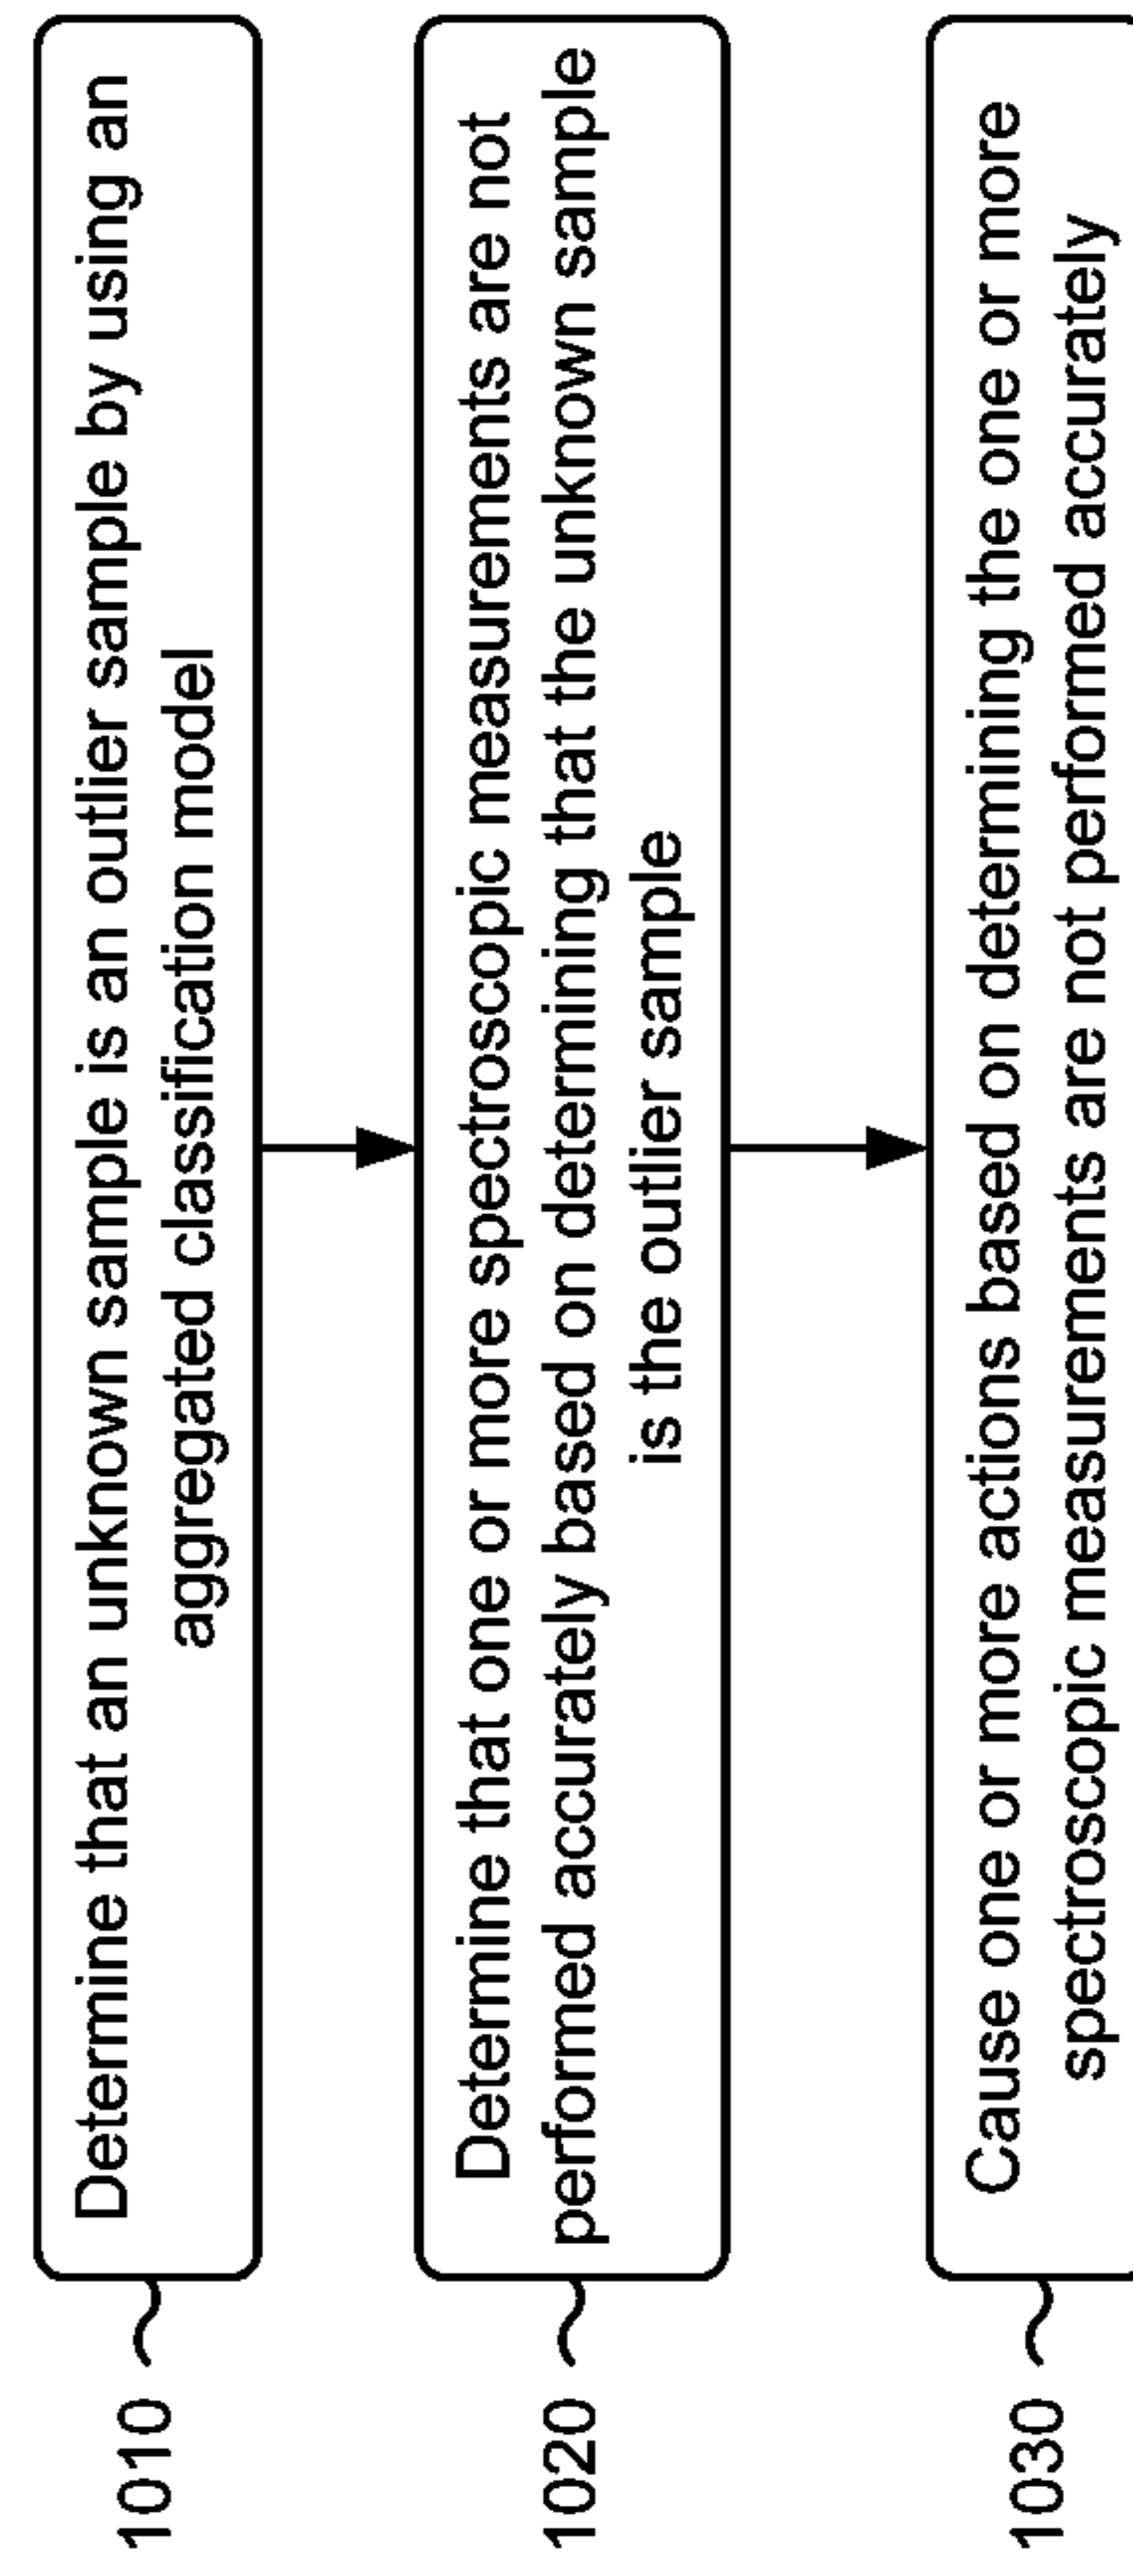 1010
Determine that an unknown sample is an outlier sample by using an
aggregated classification model
1020
Determine that one or more spectroscopic measurements are not
performed accurately based on determining that the unknown sample
is the outlier sample
1030
Cause one or more actions based on determining the one or more
spectroscopic measurements are not performed accurately